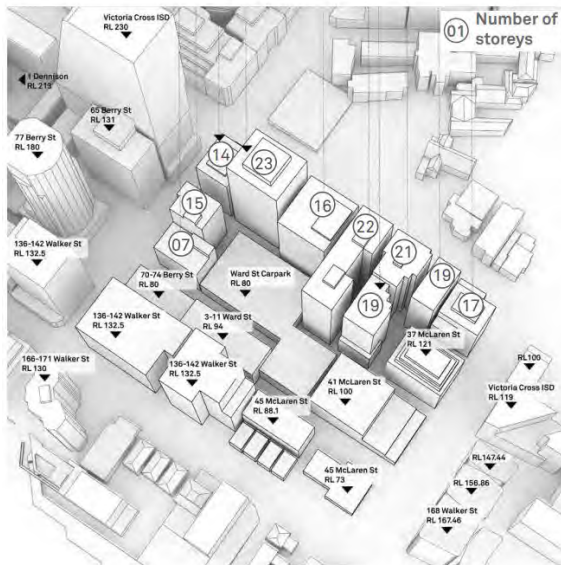 01 Number of
storeys
Victoria Cross ISD
RL 230
1 Dennison
RL 213
65 Berry St
RL 131
77 Berry St
RL 180
14
23
15
16
07
22
21
19
19
17
136-142 Walker St
RL 132.5
70-74 Berry St
RL 80
Ward St Carpark
RL 80
136-142 Walker St
RL 132.5
3-11 Ward St
RL 94
37 McLaren St
RL 121
166-171 Walker St
RL 130
136-142 Walker St
RL 132.5
41 McLaren St
RL 100
RL100
Victoria Cross ISD
RL 119
45 McLaren St
RL 88.1
RL147.44
RL 156.86
45 McLaren St
RL 73
168 Walker St
RL 167.46